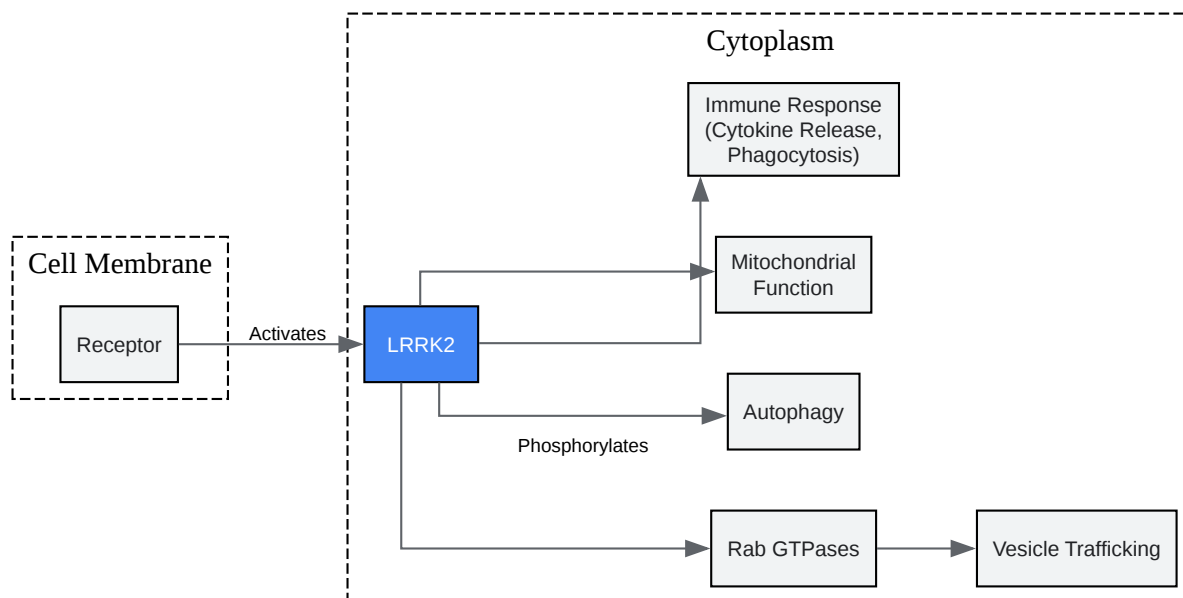 Cytoplasm
Immune Response
(Cytokine Release,
Phagocytosis)
Cell Membrane
Mitochondrial
Function
Receptor
Activates
LRRK2
Autophagy
Phosphorylates
Rab GTPases
Vesicle Trafficking